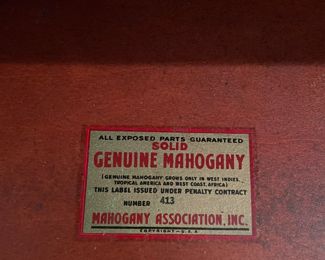 ALL EXPOSED PARTS GUARANTEED
SOLID
GENUINE MAHOGANY
(GENUINE MAHOGANY GROWS ONLY IN WEST INDIES,
TROPICAL AMERICA AND WEST COAST, AFRICA)
THIS LABEL ISSUED UNDER PENALTY CONTRACT
NUMBER 413
MAHOGANY ASSOCIATION, INC.
COPYRIGHT-U.S.A